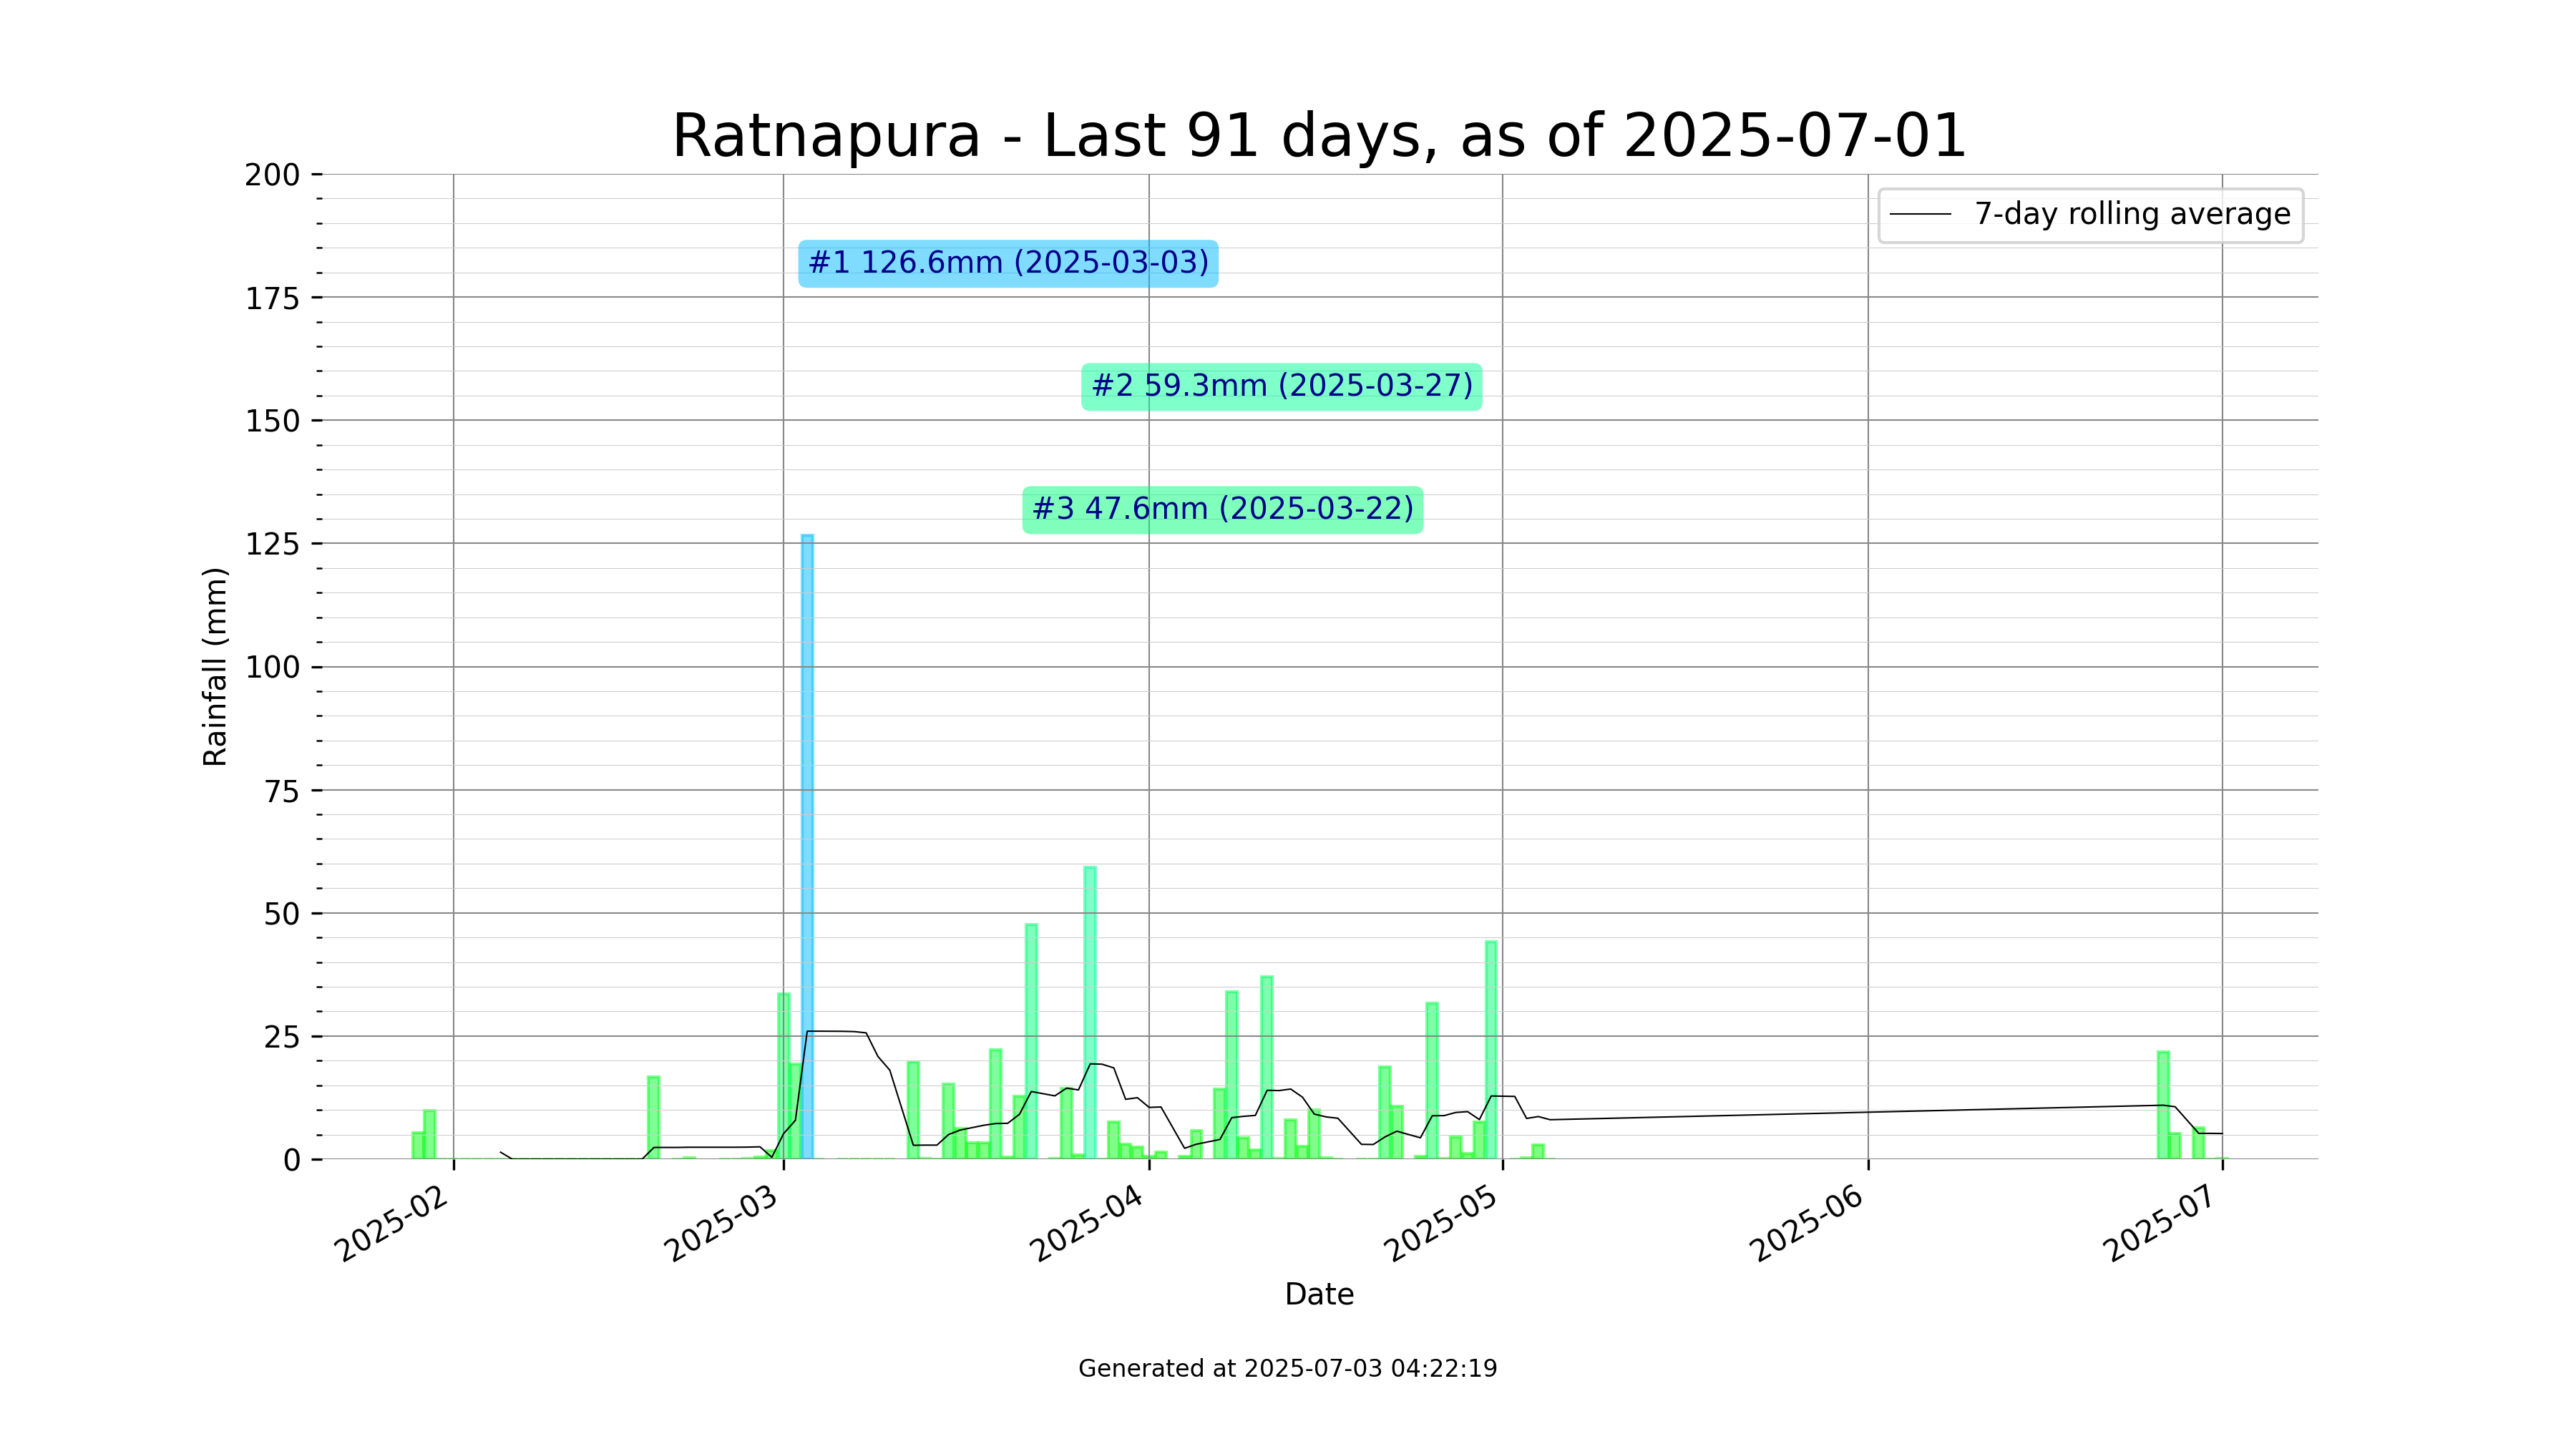 Ratnapura - Last 91 days, as of 2025-07-01
200
175
150
125
100
75
50
25
0
Rainfall (mm)
7-day rolling average
#1 126.6mm (2025-03-03)
#2 59.3mm (2025-03-27)
#3 47.6mm (2025-03-22)
2025-02
2025-03
2025-04
2025-05
2025-06
2025-07
Date
Generated at 2025-07-03 04:22:19